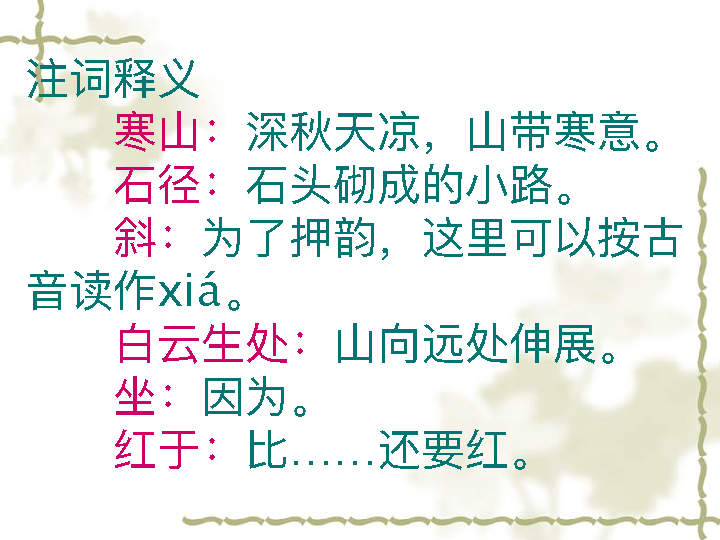 注词释义
寒山：深秋天凉，山带寒意。
石径：石头砌成的小路。
斜：为了押韵，这里可以按古
音读作xiá。
白云生处：山向远处伸展。
坐：因为。
红于：比……还要红。